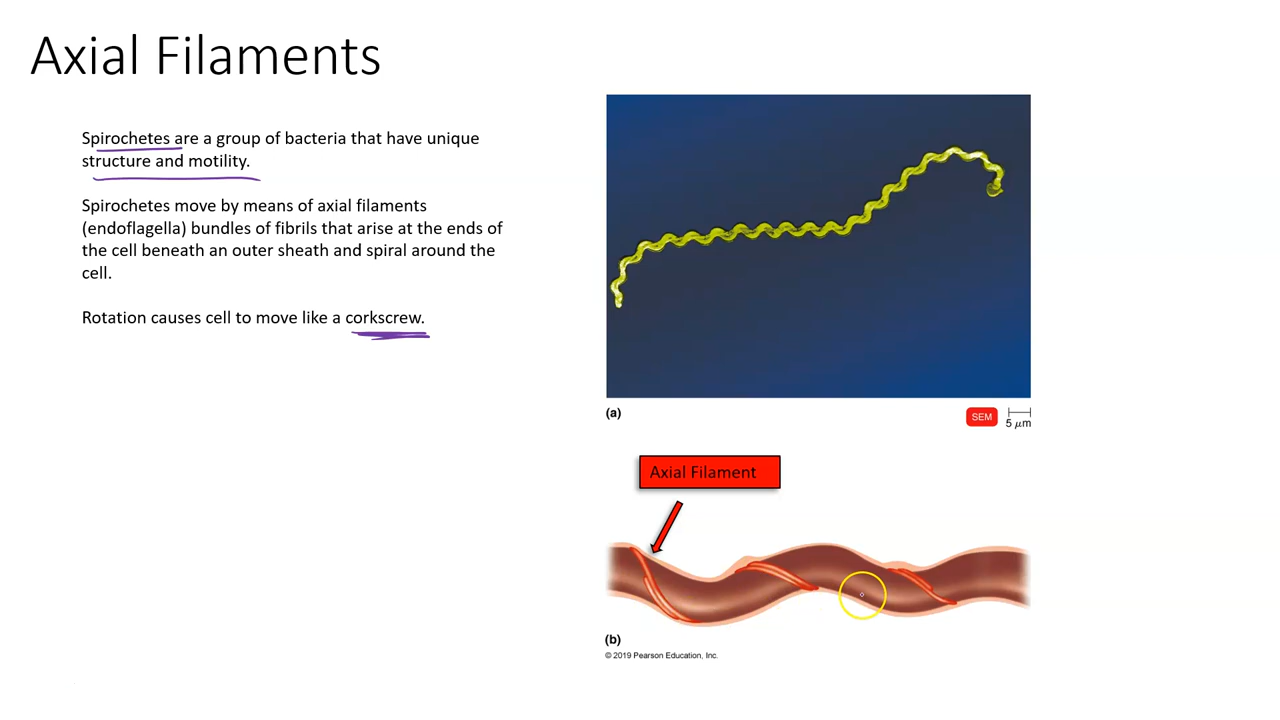 Axial Filaments
Spirochetes are a group of bacteria that have unique
structure and motility.
Spirochetes move by means of axial filaments
(endoflagella) bundles of fibrils that arise at the ends of
the cell beneath an outer sheath and spiral around the
cell.
Rotation causes cell to move like a corkscrew.
(a)
SEM
5 μm
Axial Filament
(b)
© 2019 Pearson Education, Inc.